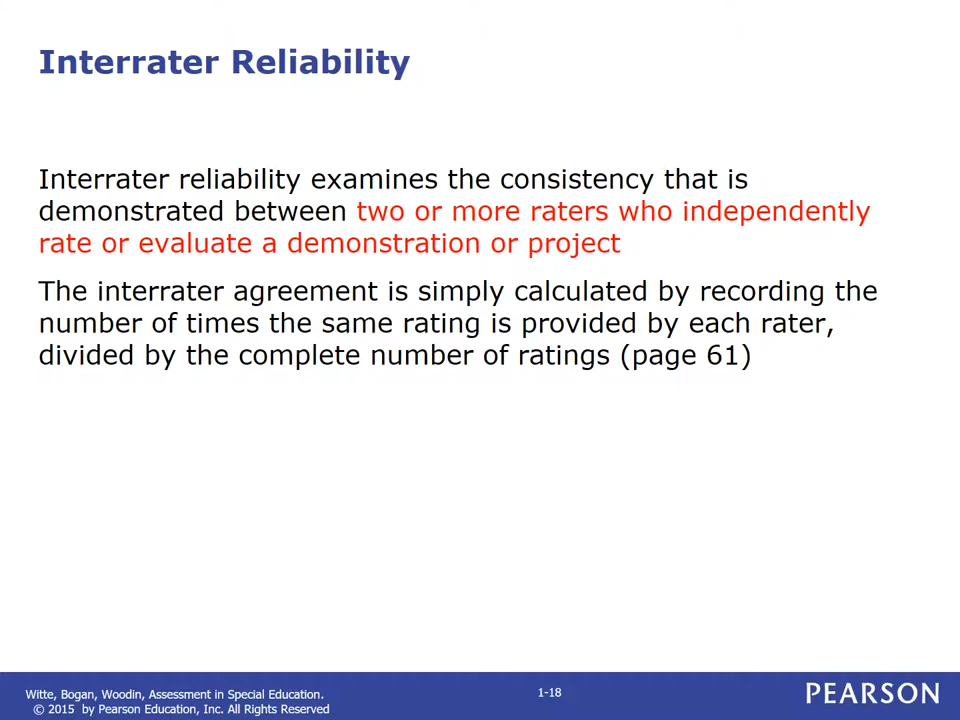 Interrater Reliability
Interrater reliability examines the consistency that is
demonstrated between two or more raters who independently
rate or evaluate a demonstration or project
The interrater agreement is simply calculated by recording the
number of times the same rating is provided by each rater,
divided by the complete number of ratings (page 61)
Witte, Bogan, Woodin, Assessment in Special Education.
© 2015 by Pearson Education, Inc. All Rights Reserved
1-18
PEARSON